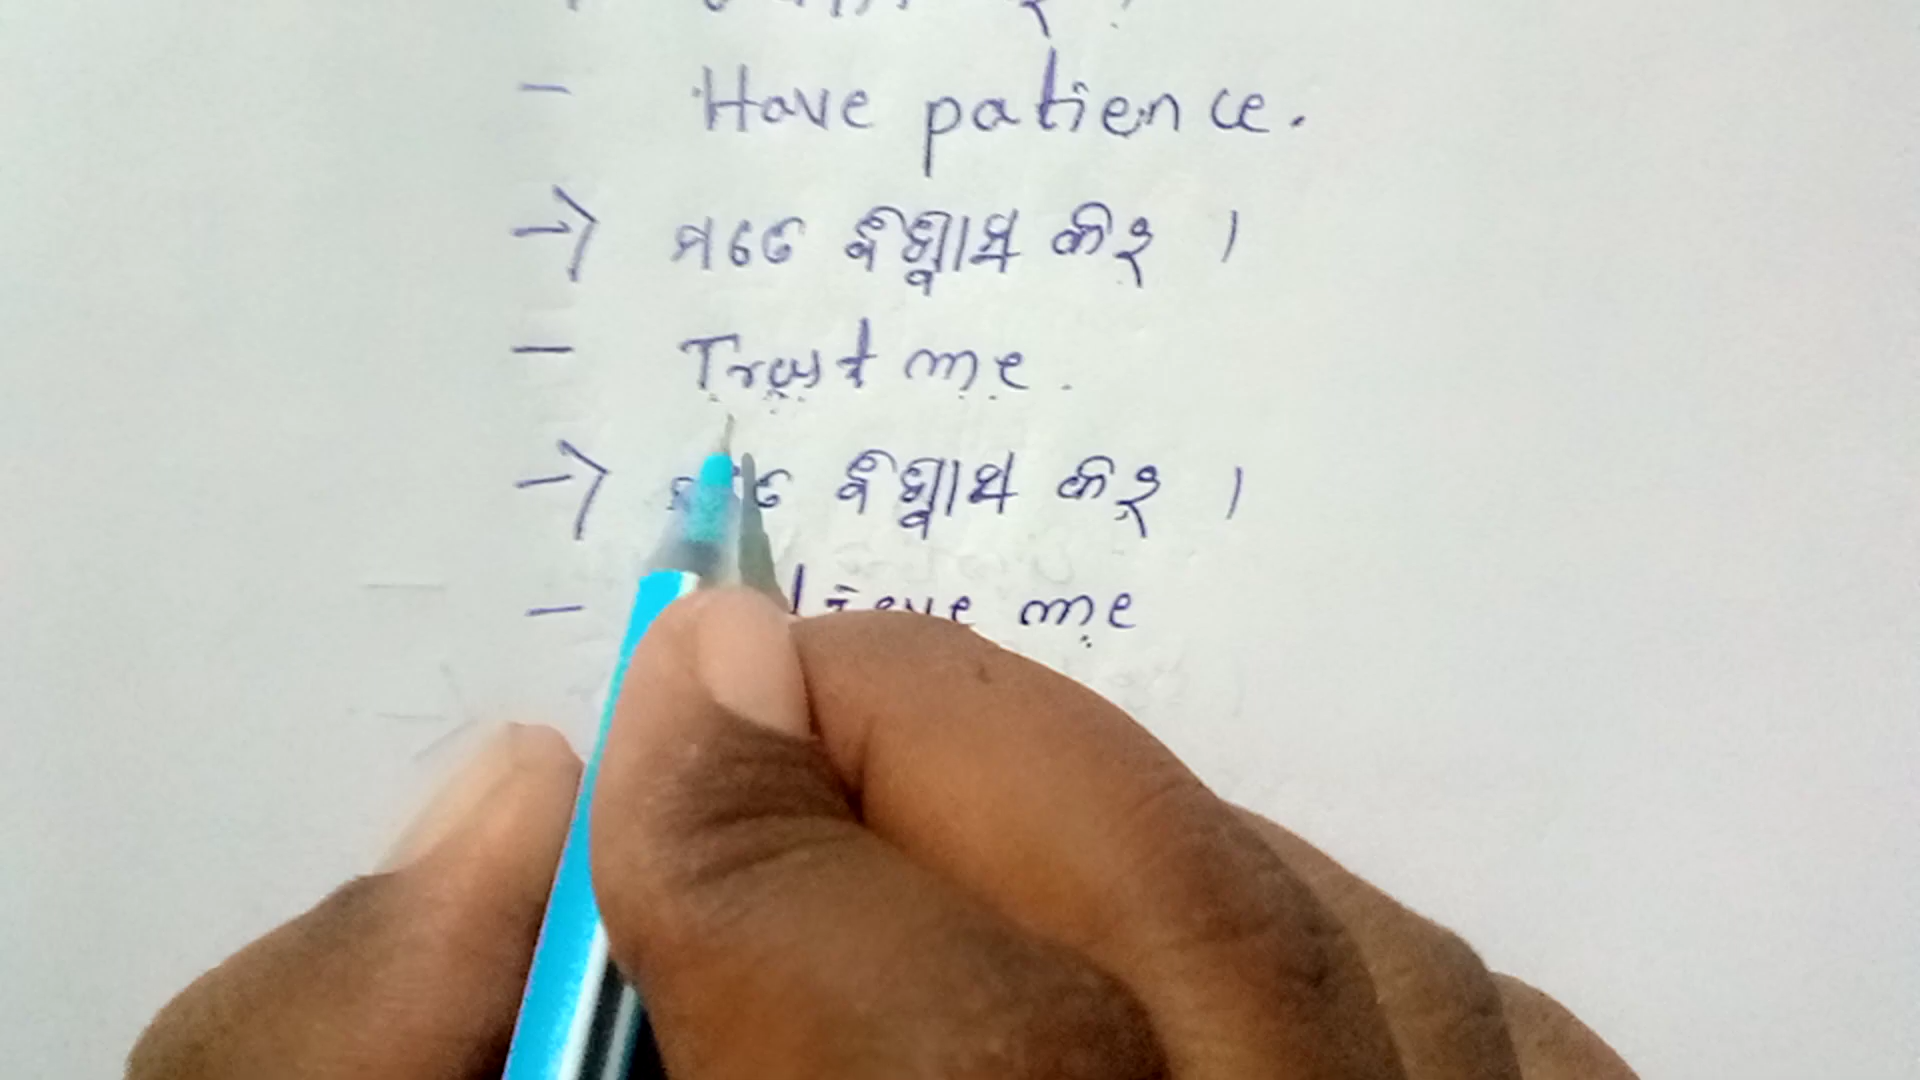 - Have patience.
→ ମତେ ବିଶ୍ୱାସ କର ।
- Trust me.
→ ବିଶ୍ୱାସ କର ।
- me